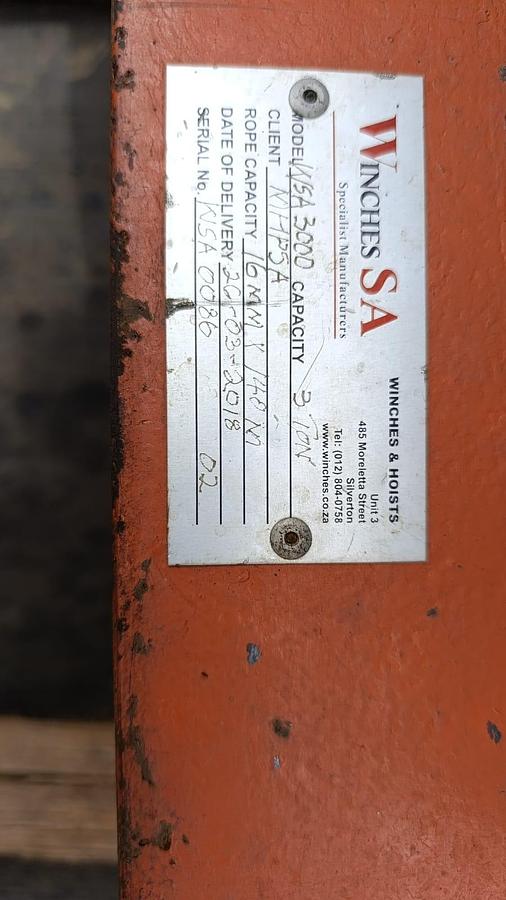 WINCHES SA
Specialist Manufacturers
WINCHES & HOISTS
Unit 3
485 Moreletta Street
Silverton
Tel: (012) 804-0758
www.winches.co.za
MODEL WSA 3000 CAPACITY 3 TON
CLIENT
ROPE CAPACITY 16 MM X 140 M
DATE OF DELIVERY 20-03-2018
SERIAL No. WSA 0086 02